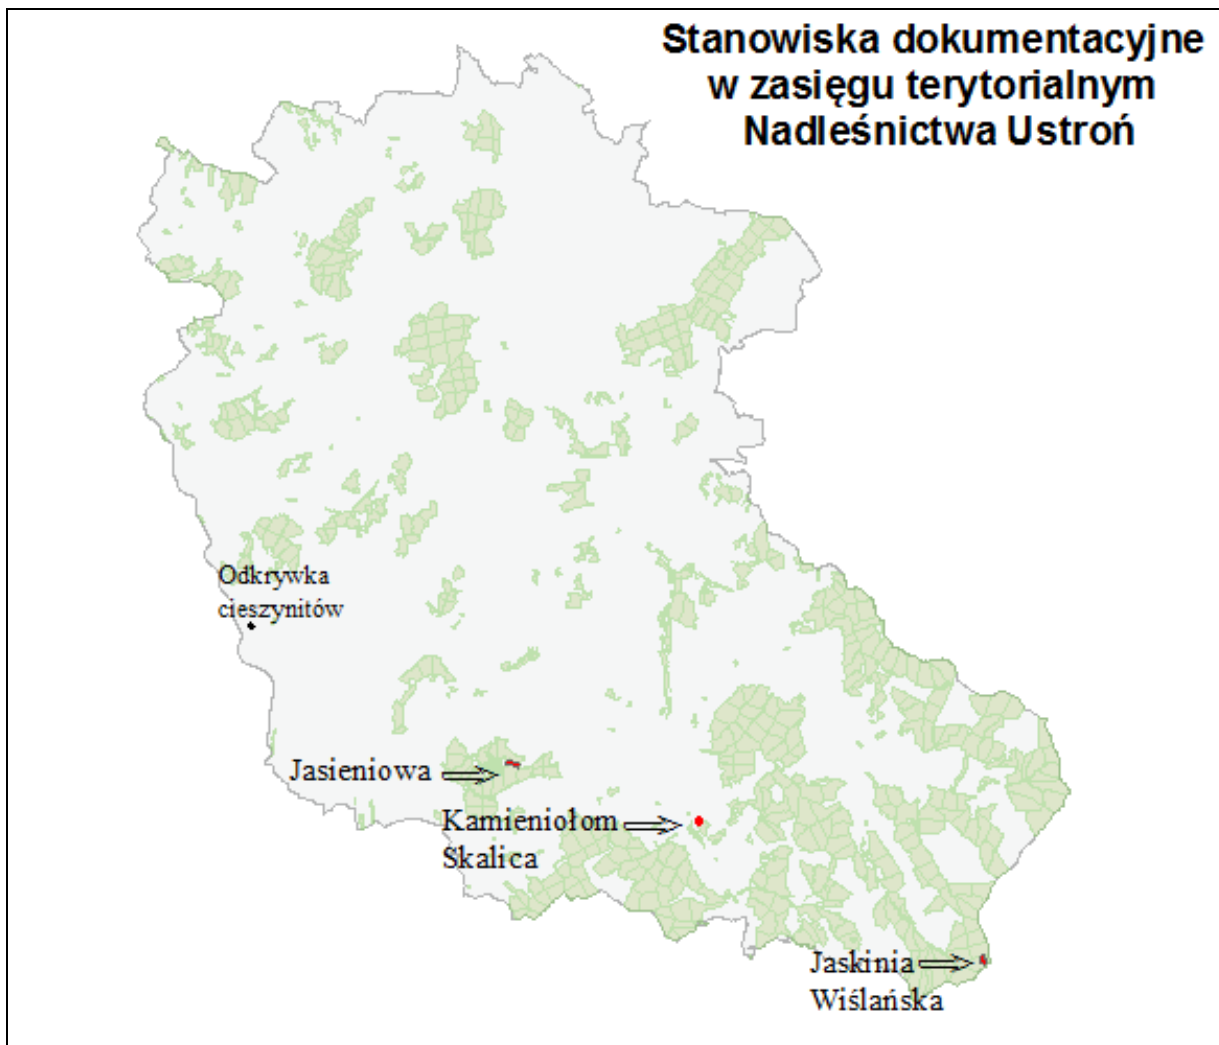 Stanowiska dokumentacyjne
w zasięgu terytorialnym
Nadleśnictwa Ustroń
Odkrywka
cieszynitów
Jasieniowa
Kamieniołom
Skalica
Jaskinia
Wiślańska